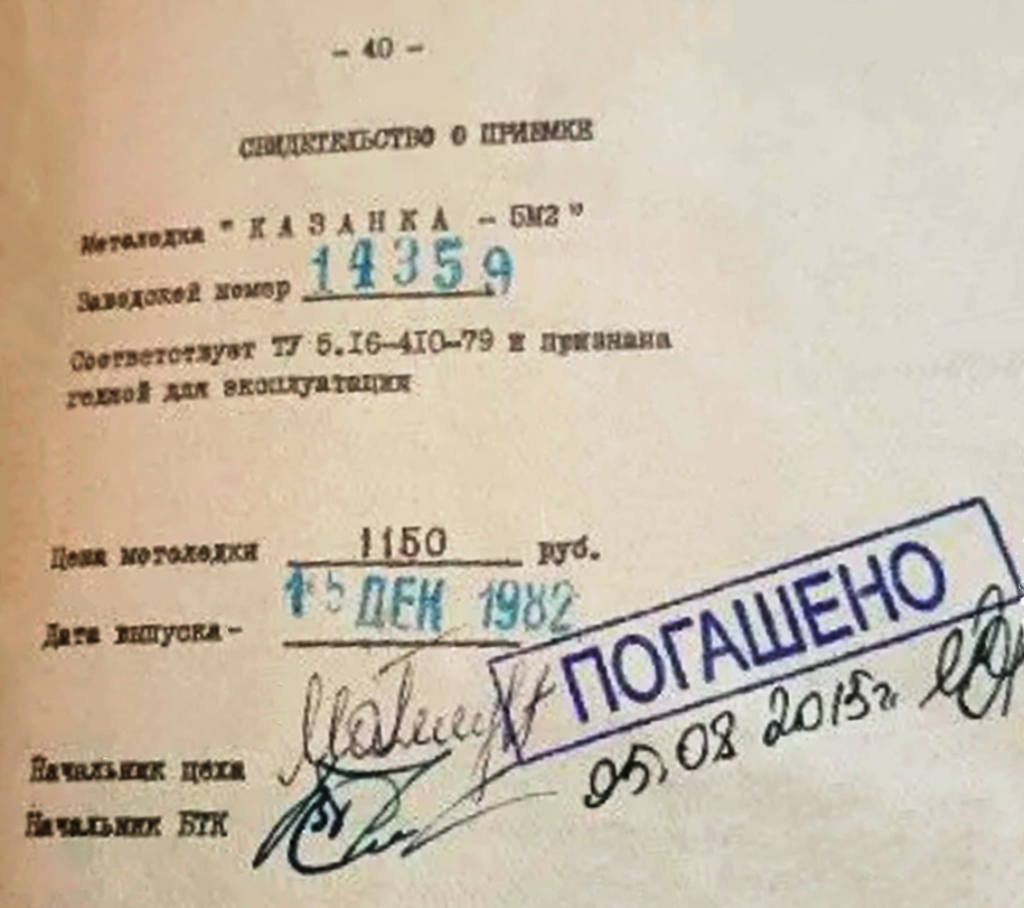 - 40 -
СВИДЕТЕЛЬСТВО О ПРИЕМКЕ
Мотолодка "КАЗАНКА - 5М2"
Заводской номер 14359
Соответствует ТУ 5.16-410-79 и признана
годной для эксплуатации
Цена мотолодки 1150 руб.
Дата выпуска - 15 ДЕК 1982
ПОГАШЕНО
05.08 2015г.
Начальник цеха
Начальник БТК